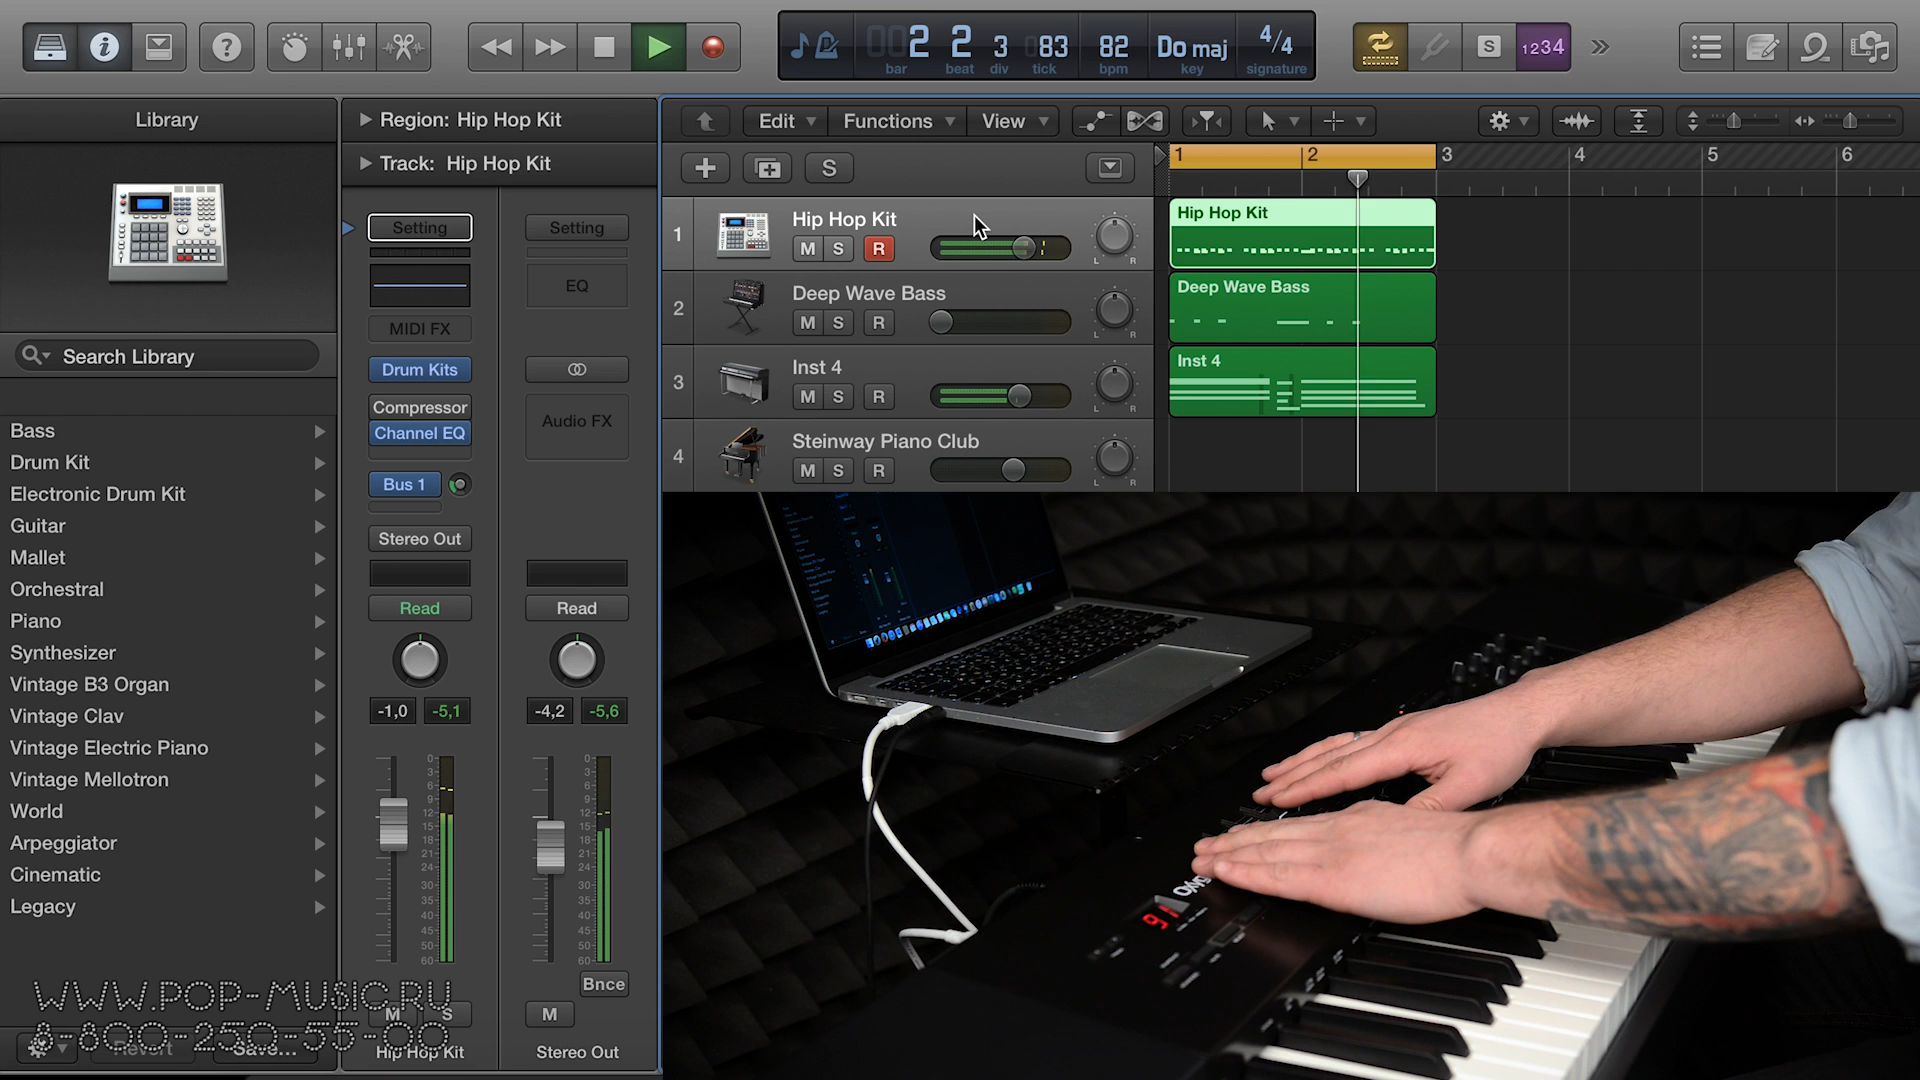 2 2 3 83 82 Do maj 4/4
bar beat div tick bpm key signature
S 1234
Library
Region: Hip Hop Kit
Track: Hip Hop Kit
Edit Functions View
S
1 2 3 4 5 6
Search Library
Bass
Drum Kit
Electronic Drum Kit
Guitar
Mallet
Orchestral
Piano
Synthesizer
Vintage B3 Organ
Vintage Clav
Vintage Electric Piano
Vintage Mellotron
World
Arpeggiator
Cinematic
Legacy
Revert Save...
Setting
MIDI FX
Drum Kits
Compressor
Channel EQ
Bus 1
Stereo Out
Read
-1,0 -5,1
M S
Hip Hop Kit
Setting
EQ
Audio FX
Read
-4,2 -5,6
Bnce
M
Stereo Out
1 Hip Hop Kit
M S R
L R
2 Deep Wave Bass
M S R
L R
3 Inst 4
M S R
L R
4 Steinway Piano Club
M S R
L R
Hip Hop Kit
Deep Wave Bass
Inst 4
WWW.POP-MUSIC.RU
8-800-250-55-00